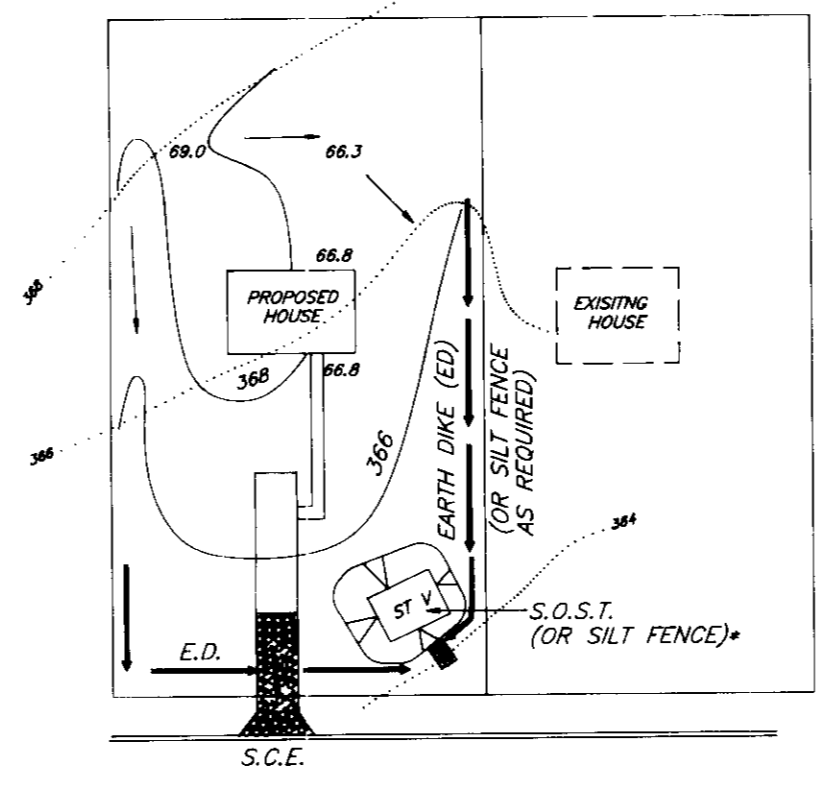 69.0
66.3
66.8
368
PROPOSED
HOUSE
EXISITNG
HOUSE
66.8
368
366
366
EARTH DIKE (ED)
(OR SILT FENCE
AS REQUIRED)
364
ST V
S.O.S.T.
(OR SILT FENCE)*
E.D.
S.C.E.